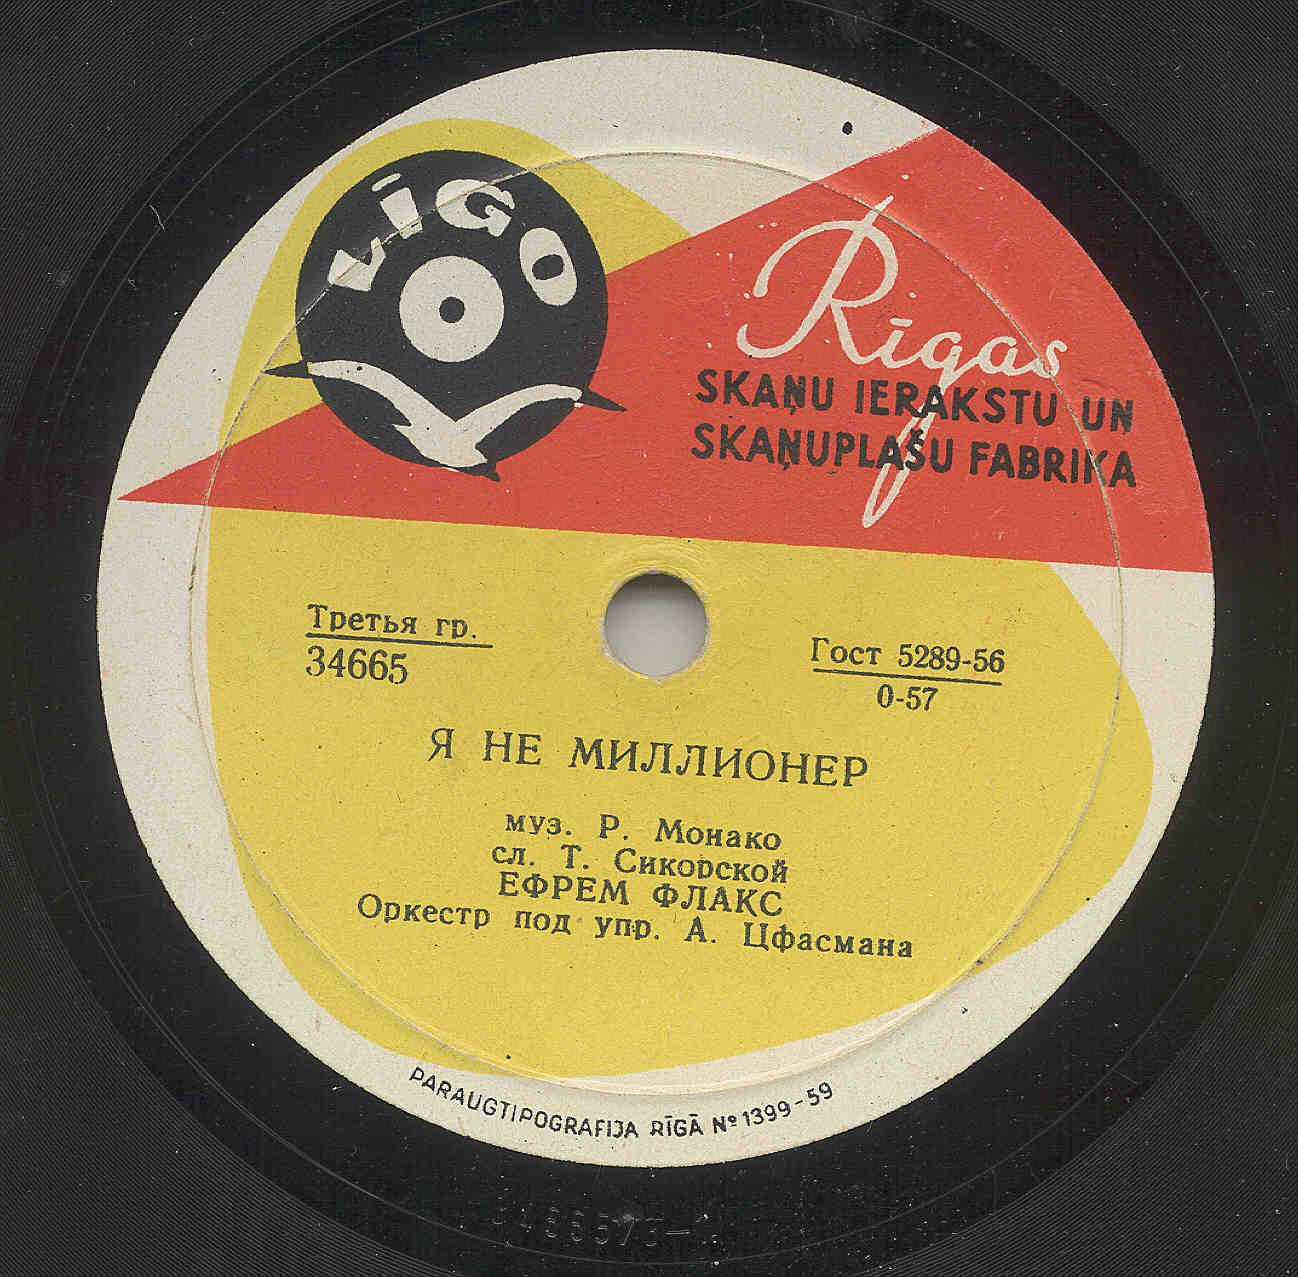 LĪGO
Rīgas
SKAŅU IERAKSTU UN
SKAŅUPLAŠU FABRIKA
Третья гр.
34665
Гост 5289-56
0-57
Я НЕ МИЛЛИОНЕР
муз. Р. Монако
сл. Т. Сикорской
ЕФРЕМ ФЛАКС
Оркестр под упр. А. Цфасмана
PARAUGTIPOGRAFIJA RĪGĀ № 1399-59